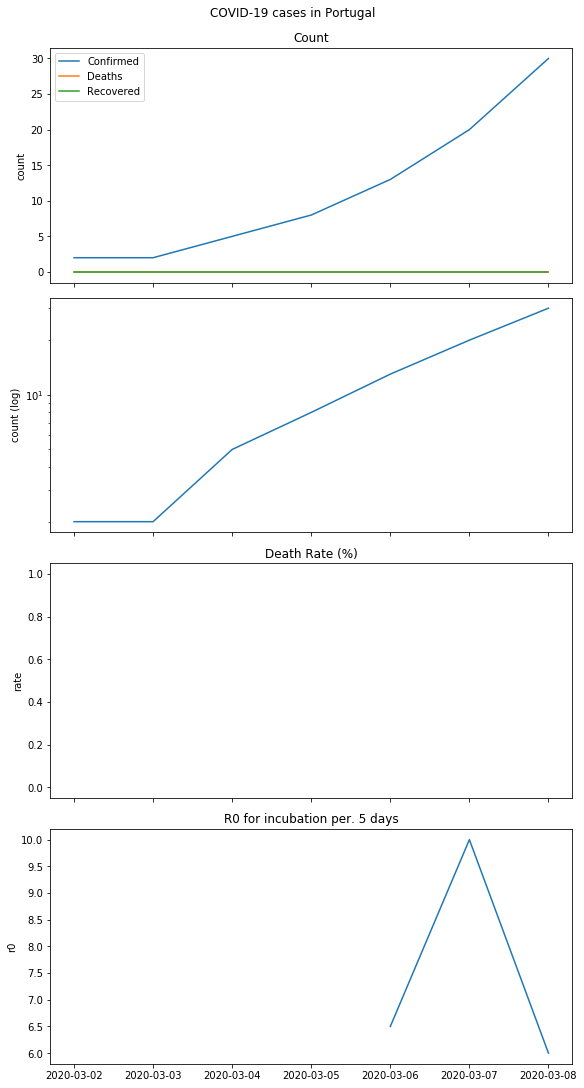 COVID-19 cases in Portugal
Count
Confirmed
Deaths
Recovered
30
25
20
15
10
5
0
count
10¹
count (log)
Death Rate (%)
1.0
0.8
0.6
0.4
0.2
0.0
rate
R0 for incubation per. 5 days
10.0
9.5
9.0
8.5
8.0
7.5
7.0
6.5
6.0
r0
2020-03-02 2020-03-03 2020-03-04 2020-03-05 2020-03-06 2020-03-07 2020-03-08